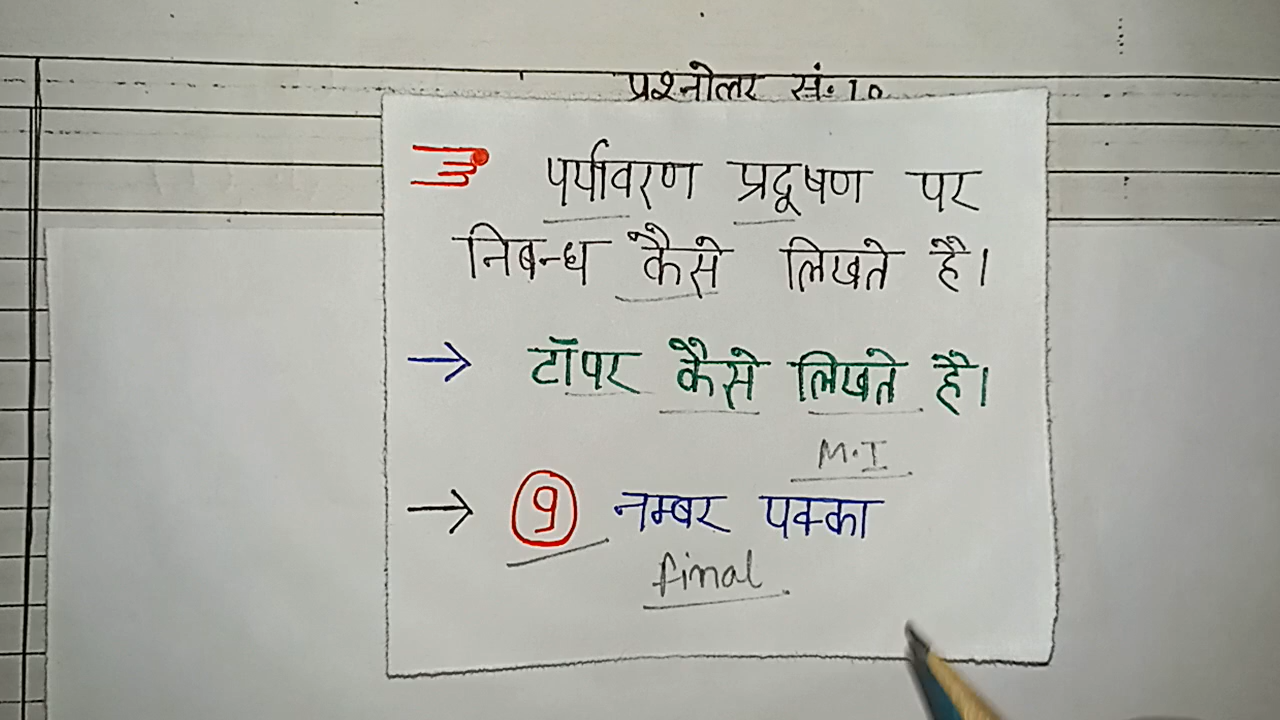 प्रश्नोत्तर सं. 10
पर्यावरण प्रदूषण पर
निबन्ध कैसे लिखते है।
→ टॉपर कैसे लिखते है।
M.I
→ 9 नम्बर पक्का
final